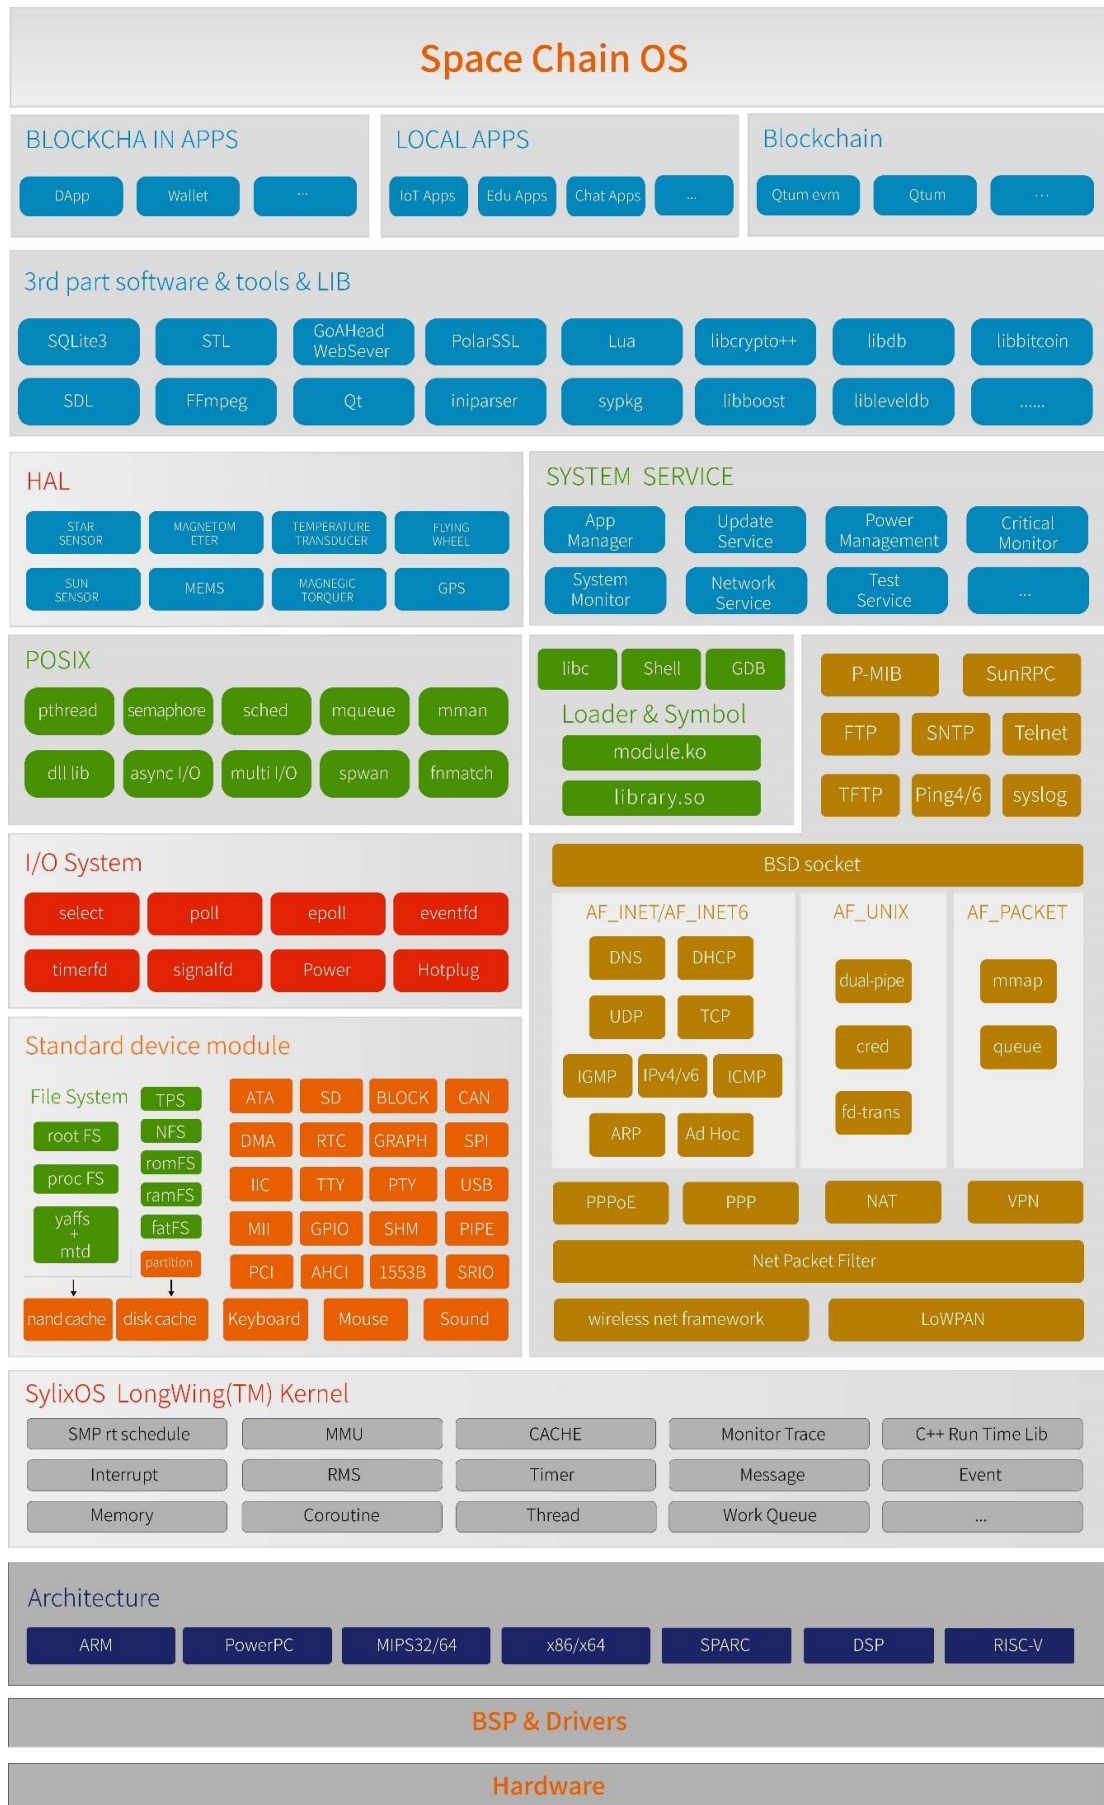 Space Chain OS
BLOCKCHA IN APPS
DApp
Wallet
...
LOCAL APPS
IoT Apps
Edu Apps
Chat Apps
...
Blockchain
Qtum evm
Qtum
...
3rd part software & tools & LIB
SQLite3
STL
GoAHead
WebSever
PolarSSL
Lua
libcrypto++
libdb
libbitcoin
SDL
FFmpeg
Qt
iniparser
sypkg
libboost
libleveldb
......
HAL
STAR
SENSOR
MAGNETOM
ETER
TEMPERATURE
TRANSDUCER
FLYING
WHEEL
SUN
SENSOR
MEMS
MAGNEGIC
TORQUER
GPS
SYSTEM SERVICE
App
Manager
Update
Service
Power
Management
Critical
Monitor
System
Monitor
Network
Service
Test
Service
...
POSIX
pthread
semaphore
sched
mqueue
mman
dll lib
async I/O
multi I/O
spwan
fnmatch
libc
Shell
GDB
Loader & Symbol
module.ko
library.so
P-MIB
SunRPC
FTP
SNTP
Telnet
TFTP
Ping4/6
syslog
I/O System
select
poll
epoll
eventfd
timerfd
signalfd
Power
Hotplug
BSD socket
AF_INET/AF_INET6
DNS
DHCP
UDP
TCP
IGMP
IPv4/v6
ICMP
ARP
Ad Hoc
AF_UNIX
dual-pipe
cred
fd-trans
AF_PACKET
mmap
queue
PPPoE
PPP
NAT
VPN
Net Packet Filter
wireless net framework
LoWPAN
Standard device module
File System
root FS
proc FS
yaffs
+
mtd
TPS
NFS
romFS
ramFS
fatFS
partition
nand cache
disk cache
ATA
SD
BLOCK
CAN
DMA
RTC
GRAPH
SPI
IIC
TTY
PTY
USB
MII
GPIO
SHM
PIPE
PCI
AHCI
1553B
SRIO
Keyboard
Mouse
Sound
SylixOS LongWing(TM) Kernel
SMP rt schedule
MMU
CACHE
Monitor Trace
C++ Run Time Lib
Interrupt
RMS
Timer
Message
Event
Memory
Coroutine
Thread
Work Queue
...
Architecture
ARM
PowerPC
MIPS32/64
x86/x64
SPARC
DSP
RISC-V
BSP & Drivers
Hardware